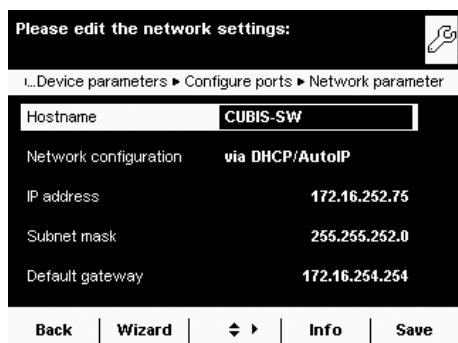 Please edit the network settings:
ı...Device parameters ▸ Configure ports ▸ Network parameter
Hostname CUBIS-SW
Network configuration via DHCP/AutoIP
IP address 172.16.252.75
Subnet mask 255.255.252.0
Default gateway 172.16.254.254
Back Wizard Info Save